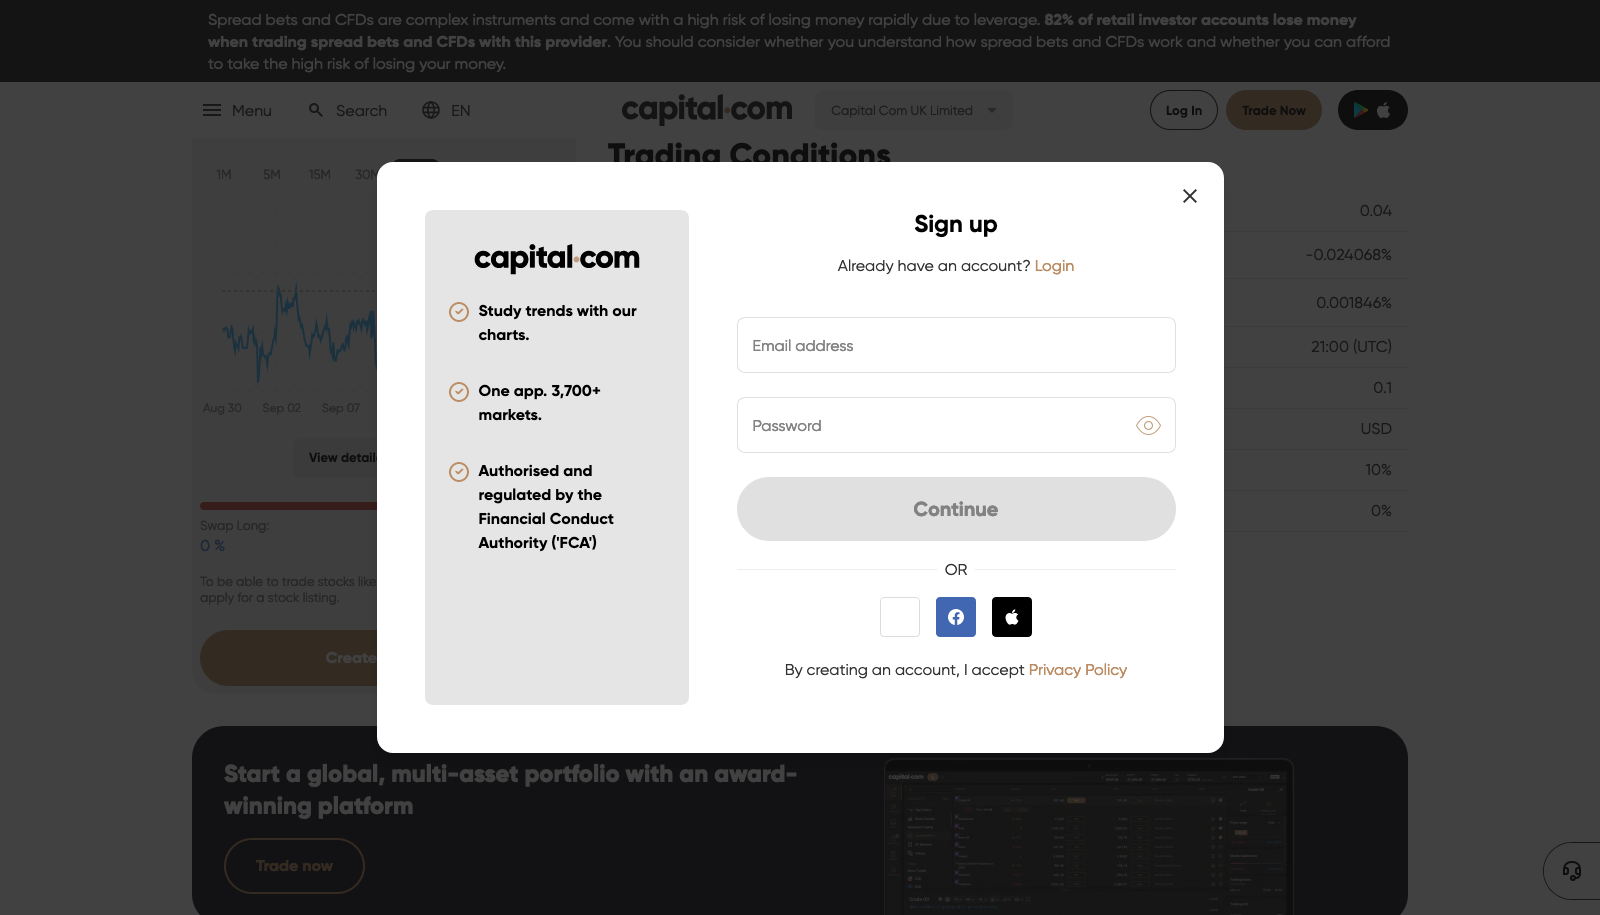 Spread bets and CFDs are complex instruments and come with a high risk of losing money rapidly due to leverage. 82% of retail investor accounts lose money
when trading spread bets and CFDs with this provider. You should consider whether you understand how spread bets and CFDs work and whether you can afford
to take the high risk of losing your money.
Menu Search EN capital.com Capital Com UK Limited Log In Trade Now
Trading Conditions
1M 5M 15M 30M
0.04
-0.024068%
0.001846%
21:00 (UTC)
0.1
USD
10%
0%
Aug 30 Sep 02 Sep 07
View
Swap Long:
0 %
To be able to trade stocks like
apply for a stock listing.
Create
capital.com
Study trends with our
charts.
One app. 3,700+
markets.
Authorised and
regulated by the
Financial Conduct
Authority ('FCA')
Sign up
Already have an account? Login
Email address
Password
Continue
OR
By creating an account, I accept Privacy Policy
Start a global, multi-asset portfolio with an award-
winning platform
Trade now
capital.com